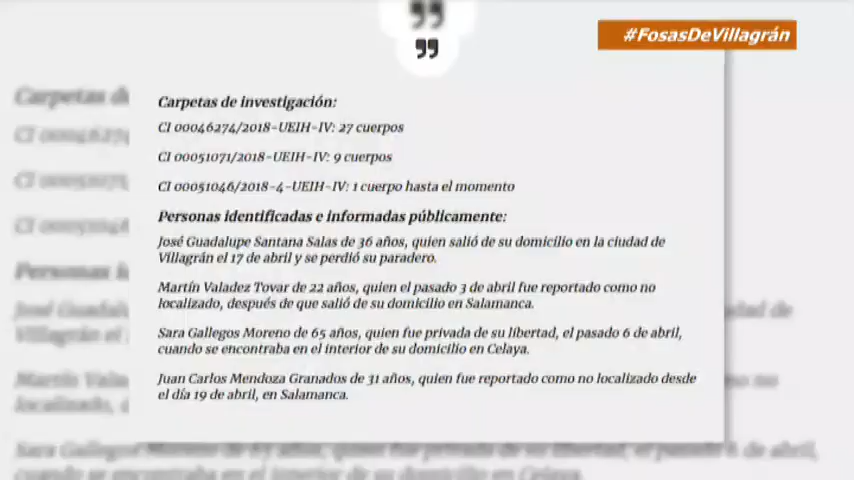 #FosasDeVillagrán
Carpetas de investigación:
CI 00046274/2018-UEIH-IV: 27 cuerpos
CI 00051071/2018-UEIH-IV: 9 cuerpos
CI 00051046/2018-4-UEIH-IV: 1 cuerpo hasta el momento
Personas identificadas e informadas públicamente:
José Guadalupe Santana Salas de 36 años, quien salió de su domicilio en la ciudad de
Villagrán el 17 de abril y se perdió su paradero.
Martín Valadez Tovar de 22 años, quien el pasado 3 de abril fue reportado como no
localizado, después de que salió de su domicilio en Salamanca.
Sara Gallegos Moreno de 65 años, quien fue privada de su libertad, el pasado 6 de abril,
cuando se encontraba en el interior de su domicilio en Celaya.
Juan Carlos Mendoza Granados de 31 años, quien fue reportado como no localizado desde
el día 19 de abril, en Salamanca.